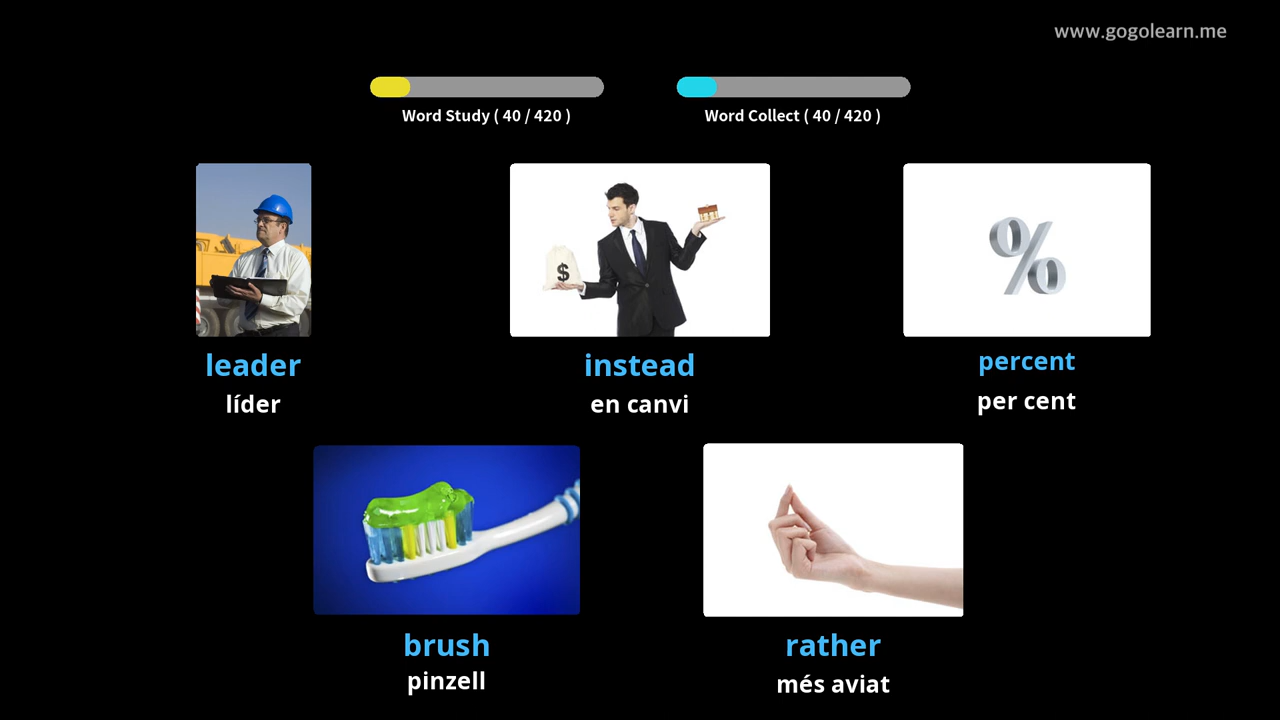 www.gogolearn.me
Word Study ( 40 / 420 )
Word Collect ( 40 / 420 )
$
%
leader
líder
instead
en canvi
percent
per cent
brush
pinzell
rather
més aviat